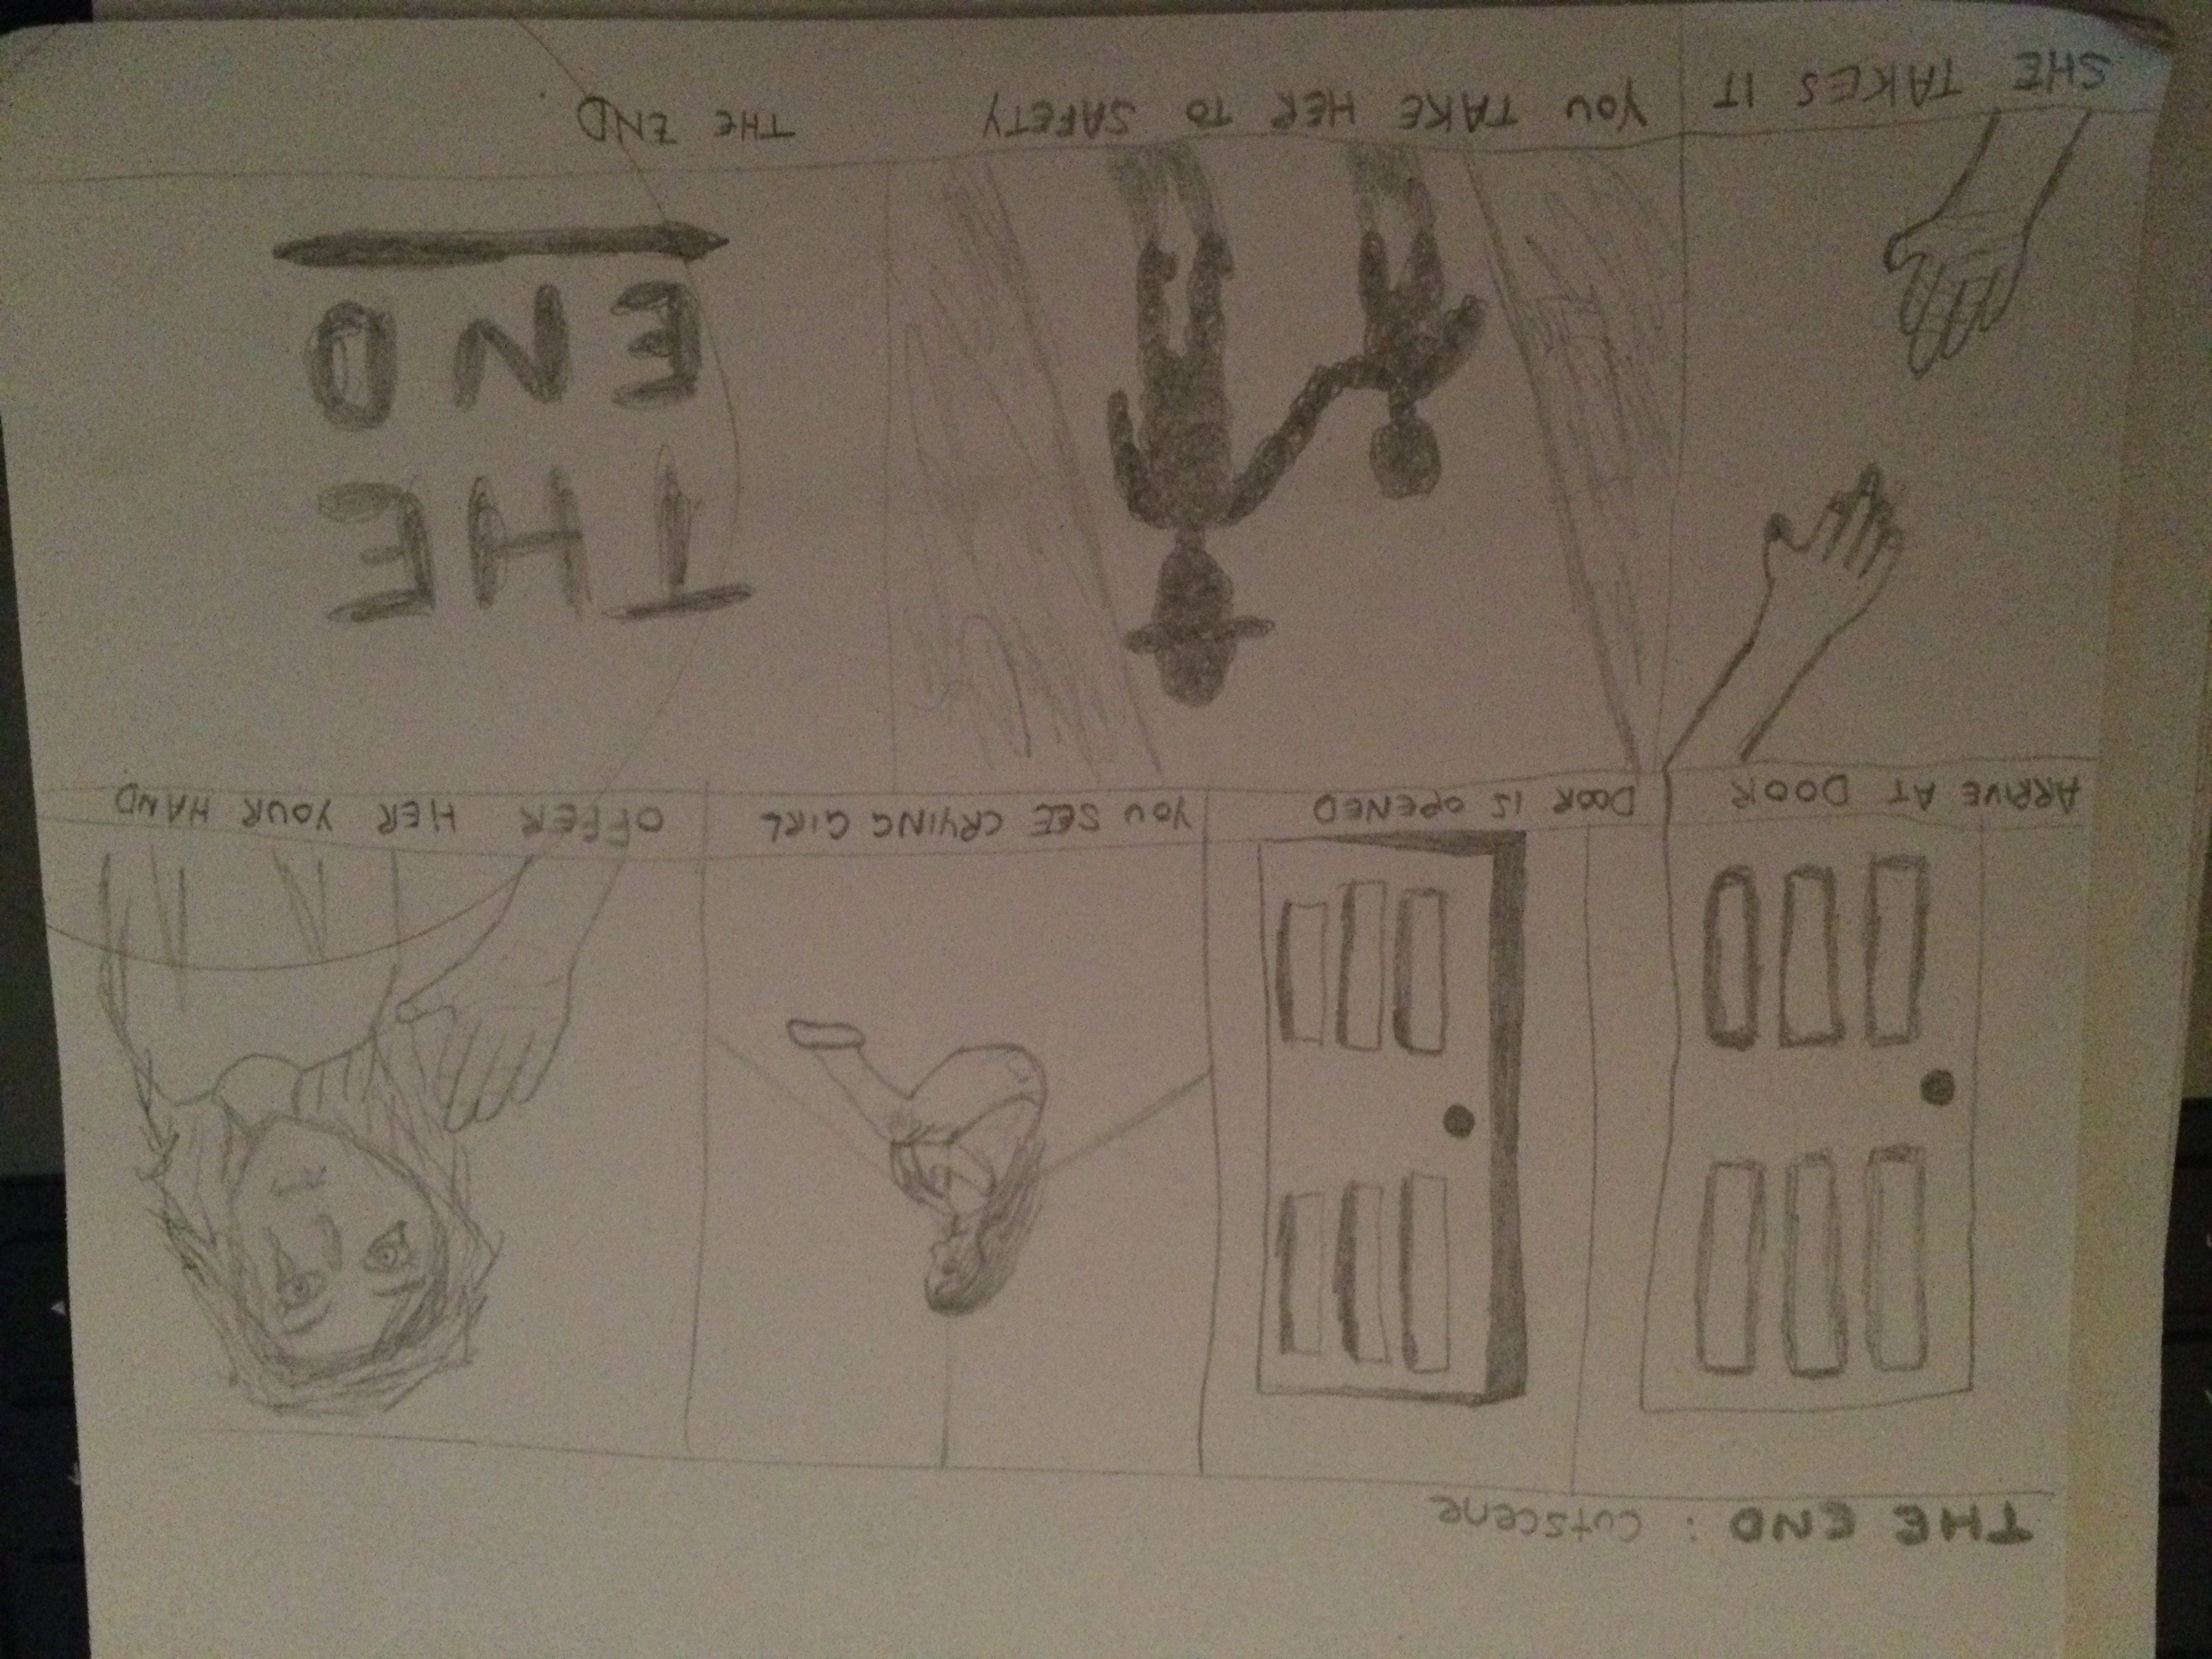 THE END: cutscene
ARRIVE AT DOOR
DOOR IS OPENED
YOU SEE CRYING GIRL
OFFER HER YOUR HAND
SHE TAKES IT
YOU TAKE HER TO SAFETY
THE
END
THE END.